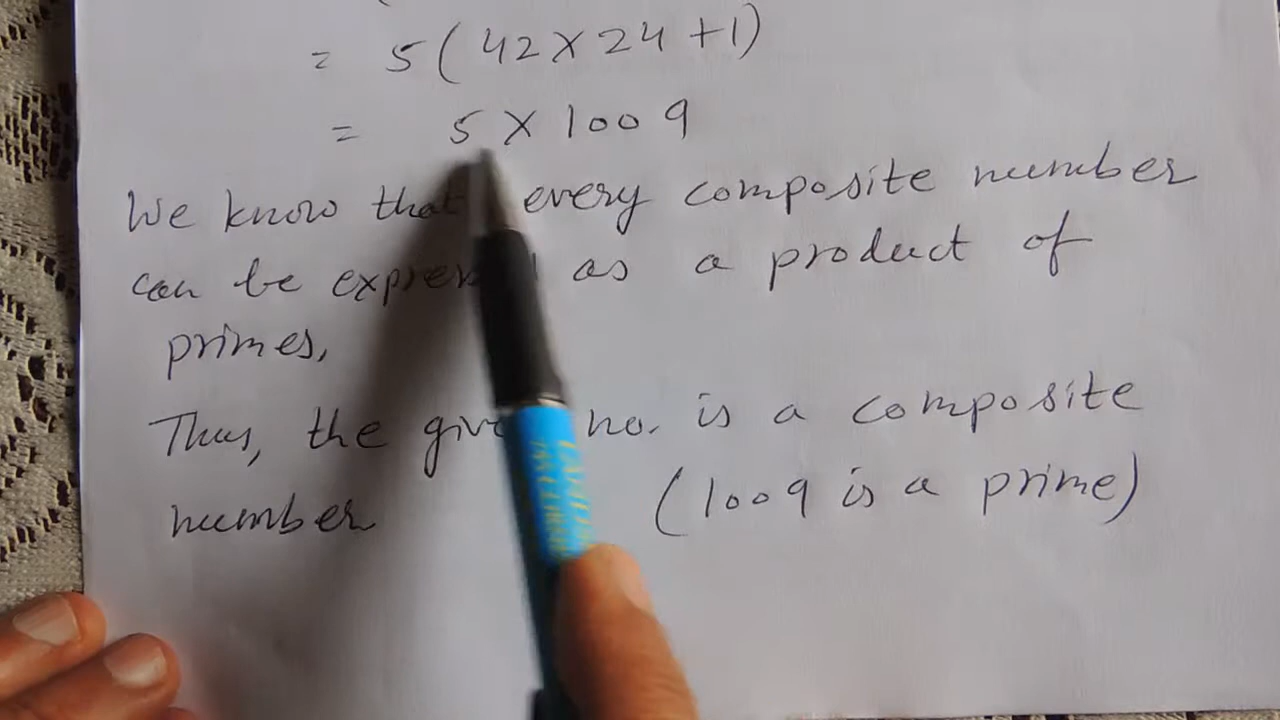 = 5 ( 42 × 24 + 1 )
= 5 × 1009
We know that every composite number
can be as a product of
primes,
Thus, the no. is a composite
number (1009 is a prime)